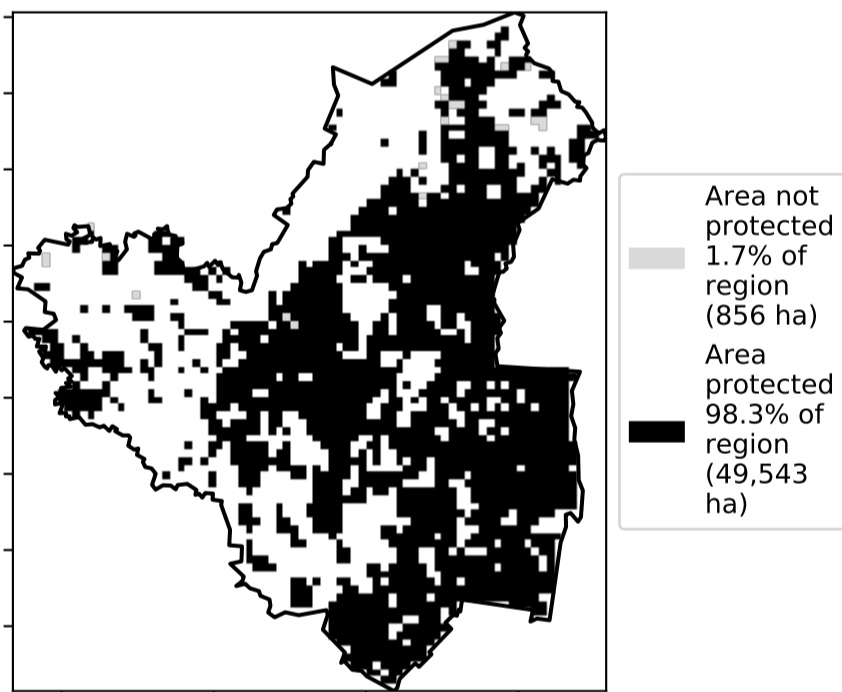 Area not
protected
1.7% of
region
(856 ha)
Area
protected
98.3% of
region
(49,543
ha)